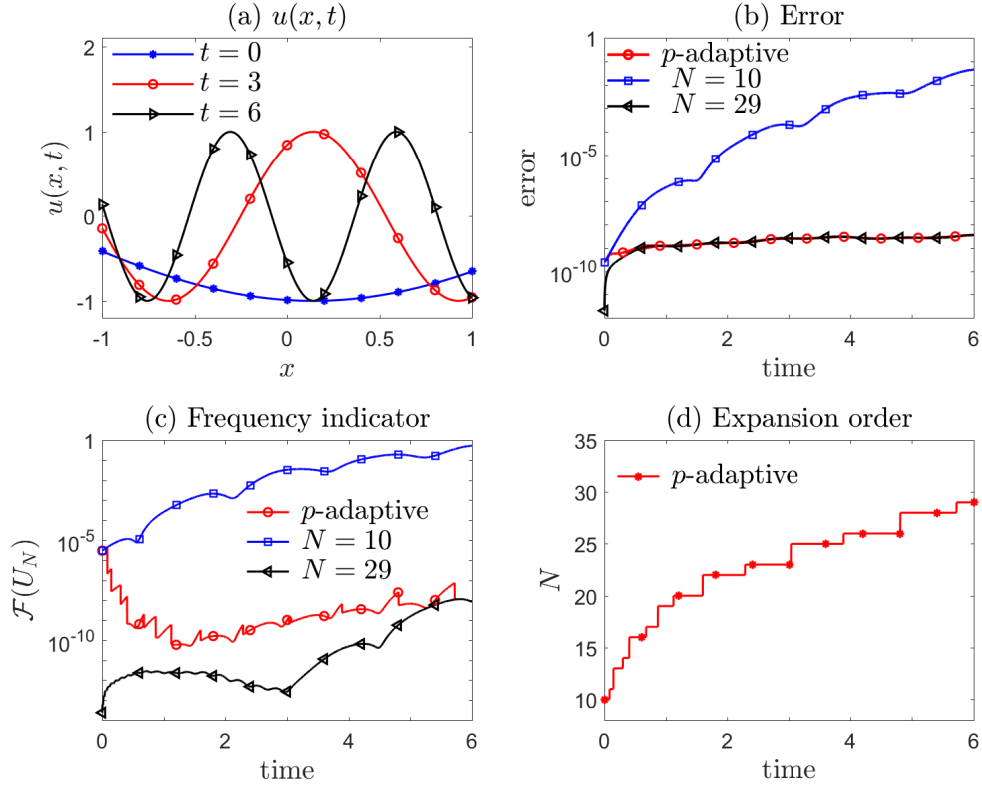 (a) u(x, t)
2
1
0
-1
-1
-0.5
0
0.5
1
u(x, t)
x
t = 0
t = 3
t = 6
(b) Error
1
10^-5
10^-10
0
2
4
6
error
time
p-adaptive
N = 10
N = 29
(c) Frequency indicator
1
10^-5
10^-10
0
2
4
6
F(U_N)
time
p-adaptive
N = 10
N = 29
(d) Expansion order
35
30
25
20
15
10
0
2
4
6
N
time
p-adaptive